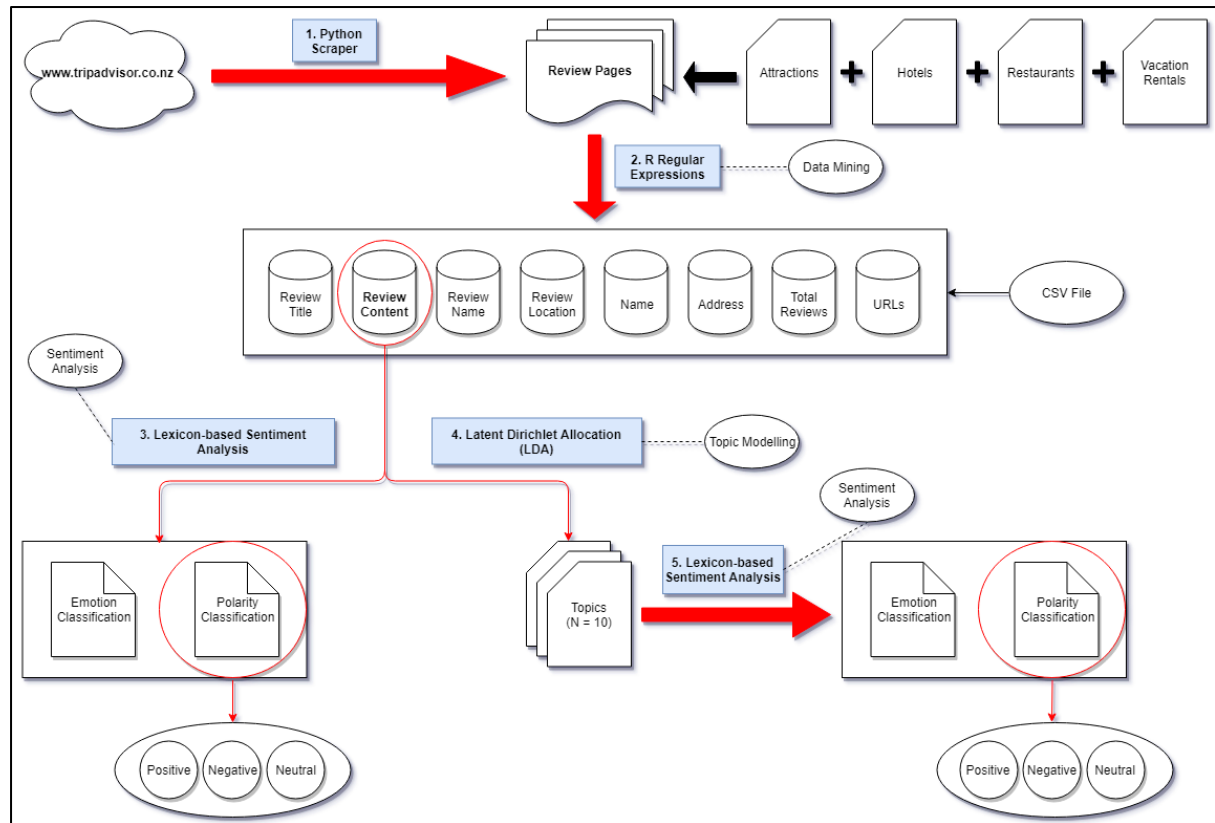 www.tripadvisor.co.nz
1. Python
Scraper
Review Pages
Attractions
Hotels
Restaurants
Vacation
Rentals
2. R Regular
Expressions
Data Mining
Review
Title
Review
Content
Review
Name
Review
Location
Name
Address
Total
Reviews
URLs
CSV File
Sentiment
Analysis
3. Lexicon-based Sentiment
Analysis
4. Latent Dirichlet Allocation
(LDA)
Topic Modelling
Sentiment
Analysis
Emotion
Classification
Polarity
Classification
Topics
(N = 10)
5. Lexicon-based
Sentiment Analysis
Emotion
Classification
Polarity
Classification
Positive
Negative
Neutral
Positive
Negative
Neutral